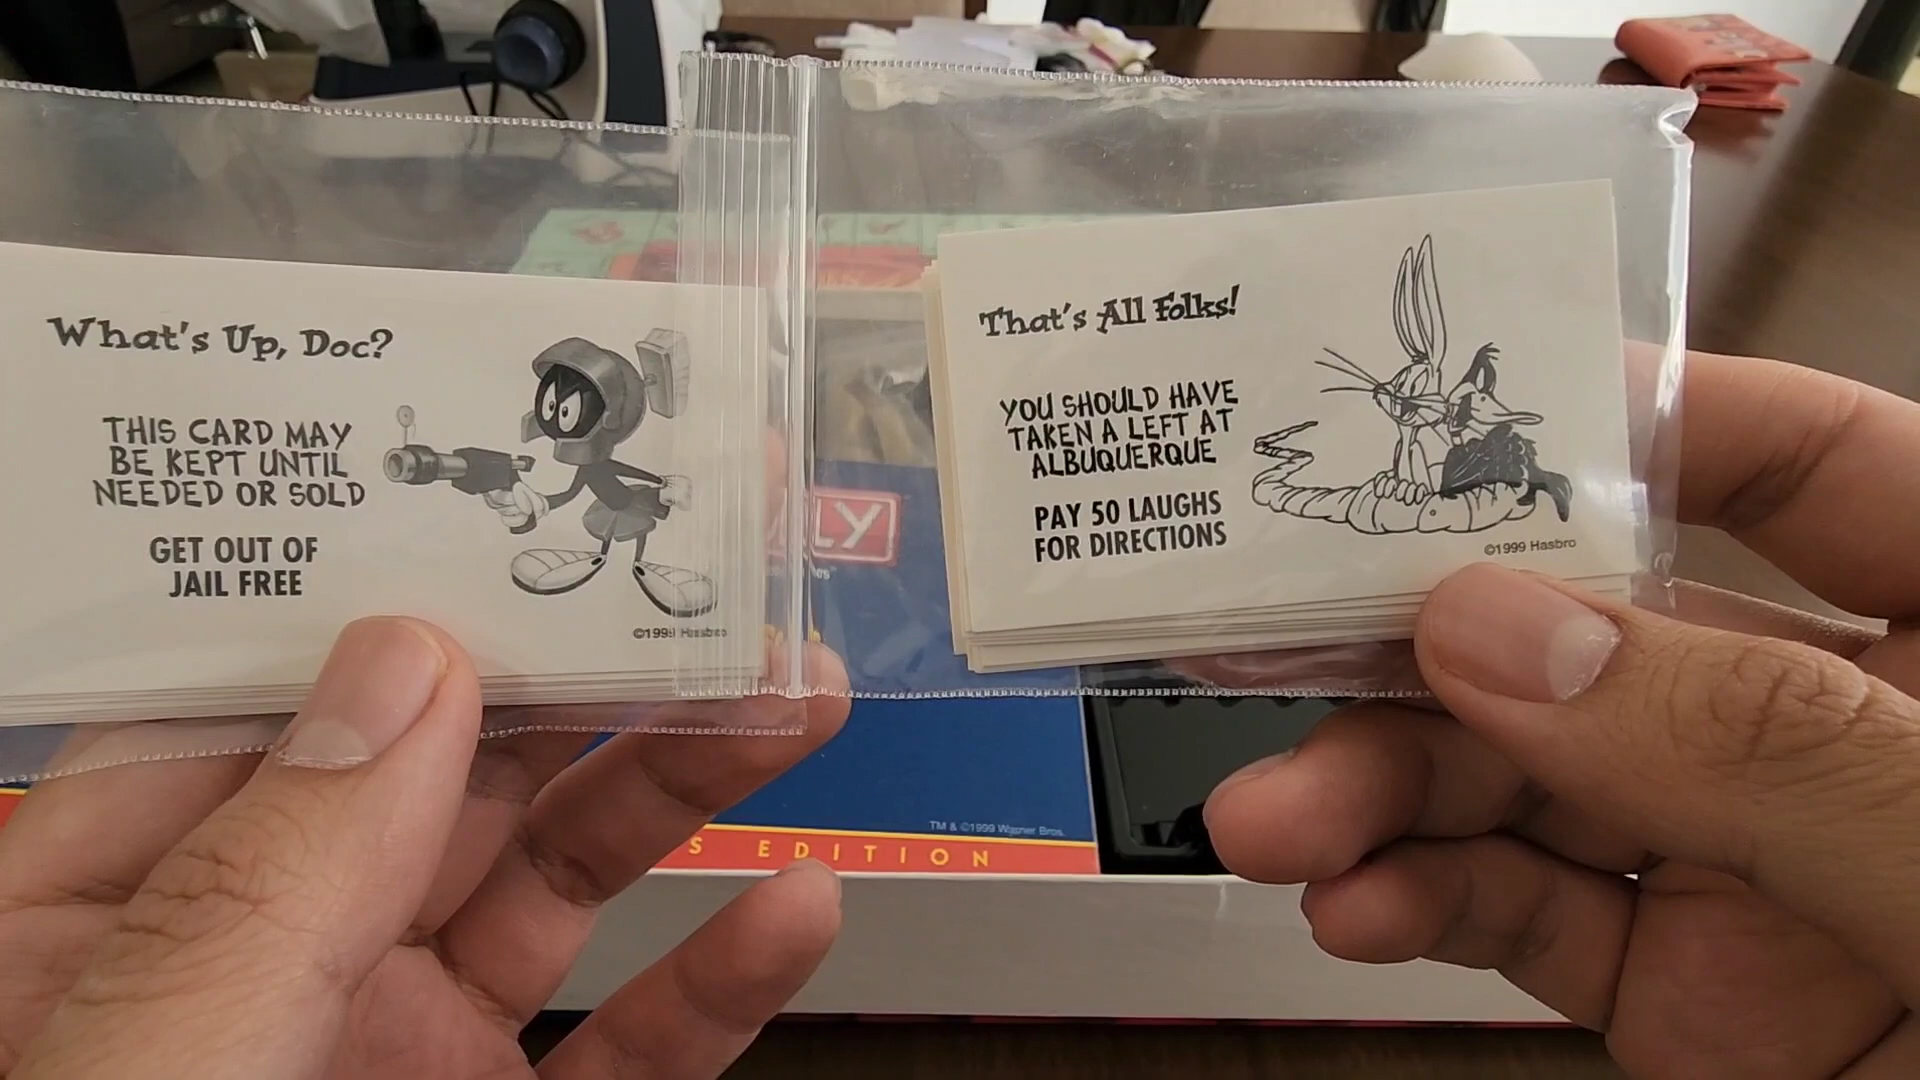 What's Up, Doc?
THIS CARD MAY
BE KEPT UNTIL
NEEDED OR SOLD
GET OUT OF
JAIL FREE
©1999 Hasbro
That's All Folks!
YOU SHOULD HAVE
TAKEN A LEFT AT
ALBUQUERQUE
PAY 50 LAUGHS
FOR DIRECTIONS
©1999 Hasbro
LY
TM & ©1999 Warner Bros.
S EDITION